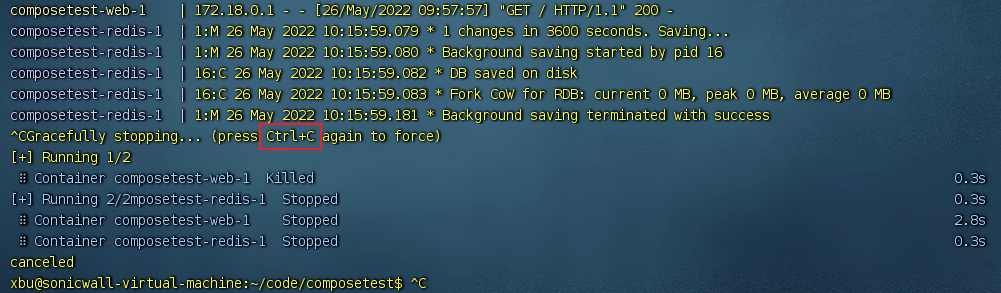 composetest-web-1    | 172.18.0.1 - - [26/May/2022 09:57:57] "GET / HTTP/1.1" 200 -
composetest-redis-1  | 1:M 26 May 2022 10:15:59.079 * 1 changes in 3600 seconds. Saving...
composetest-redis-1  | 1:M 26 May 2022 10:15:59.080 * Background saving started by pid 16
composetest-redis-1  | 16:C 26 May 2022 10:15:59.082 * DB saved on disk
composetest-redis-1  | 16:C 26 May 2022 10:15:59.083 * Fork CoW for RDB: current 0 MB, peak 0 MB, average 0 MB
composetest-redis-1  | 1:M 26 May 2022 10:15:59.181 * Background saving terminated with success
^CGracefully stopping... (press Ctrl+C again to force)
[+] Running 1/2
 ⠿ Container composetest-web-1  Killed 0.3s
[+] Running 2/2mposetest-redis-1  Stopped 0.3s
 ⠿ Container composetest-web-1    Stopped 2.8s
 ⠿ Container composetest-redis-1  Stopped 0.3s
canceled
xbu@sonicwall-virtual-machine:~/code/composetest$ ^C